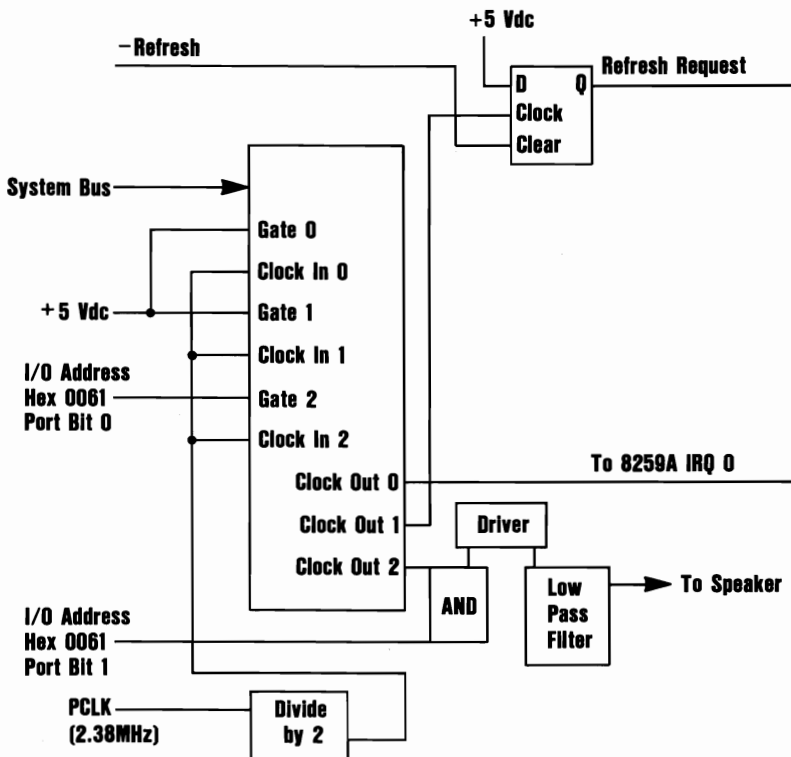 +5 Vdc
−Refresh
D Q
Refresh Request
Clock
Clear
System Bus
Gate 0
Clock In 0
+5 Vdc
Gate 1
Clock In 1
I/O Address
Hex 0061
Port Bit 0
Gate 2
Clock In 2
Clock Out 0
To 8259A IRQ 0
Clock Out 1
Driver
Clock Out 2
AND
Low
Pass
Filter
To Speaker
I/O Address
Hex 0061
Port Bit 1
PCLK
(2.38MHz)
Divide
by 2